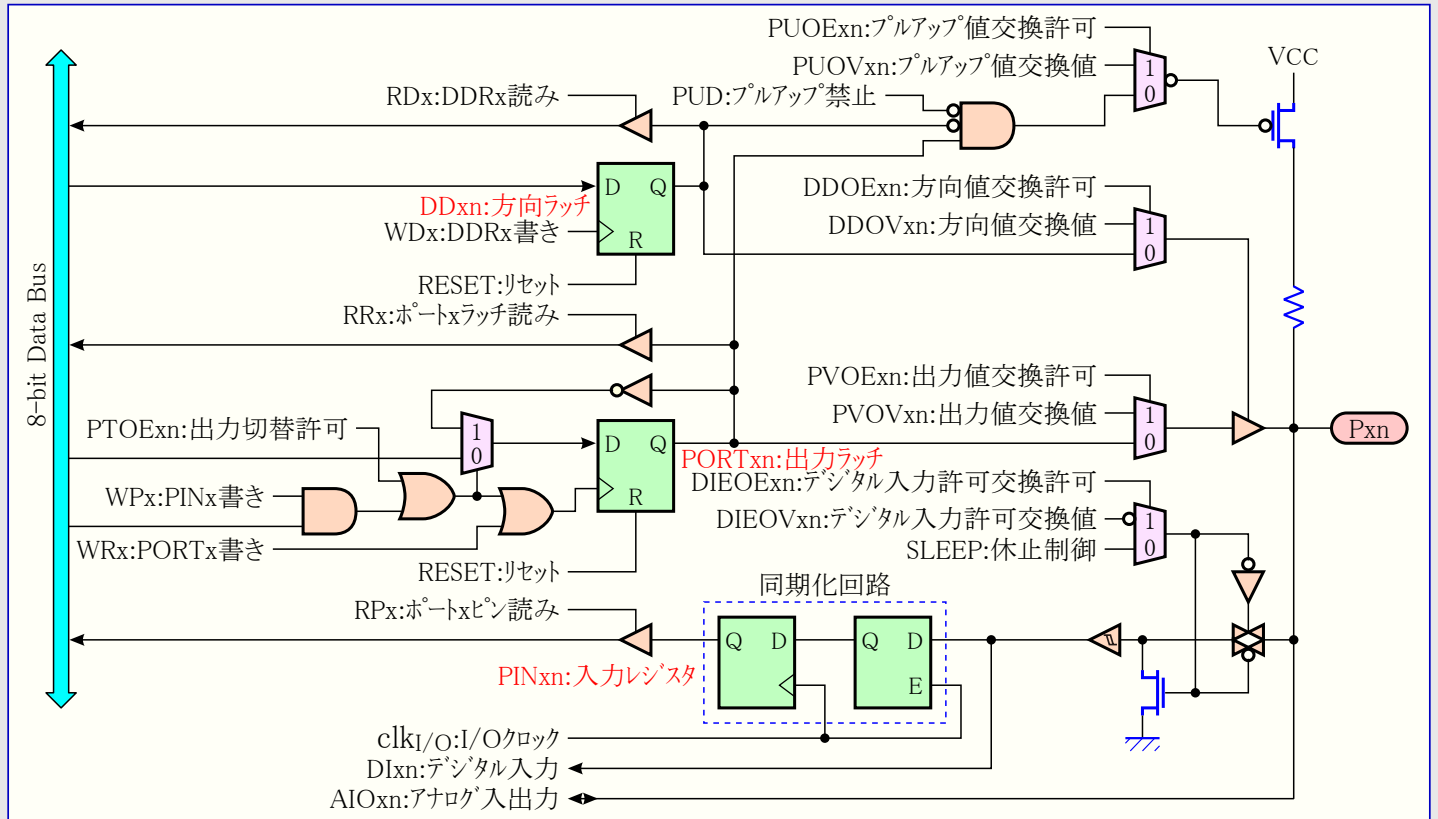 PUOExn:プルアップ値交換許可
PUOVxn:プルアップ値交換値
VCC
RDx:DDRx読み
PUD:プルアップ禁止
1
0
D
Q
R
DDxn:方向ラッチ
WDx:DDRx書き
DDOExn:方向値交換許可
DDOVxn:方向値交換値
1
0
8-bit Data Bus
RESET:リセット
RRx:ポートxラッチ読み
PVOExn:出力値交換許可
PVOVxn:出力値交換値
1
0
Pxn
PTOExn:出力切替許可
1
0
D
Q
R
PORTxn:出力ラッチ
WPx:PINx書き
WRx:PORTx書き
DIEOExn:デジタル入力許可交換許可
DIEOVxn:デジタル入力許可交換値
SLEEP:休止制御
1
0
RESET:リセット
同期化回路
RPx:ポートxピン読み
Q
D
Q
D
E
PINxn:入力レジスタ
clkI/O:I/Oクロック
DIxn:デジタル入力
AIOxn:アナログ入出力